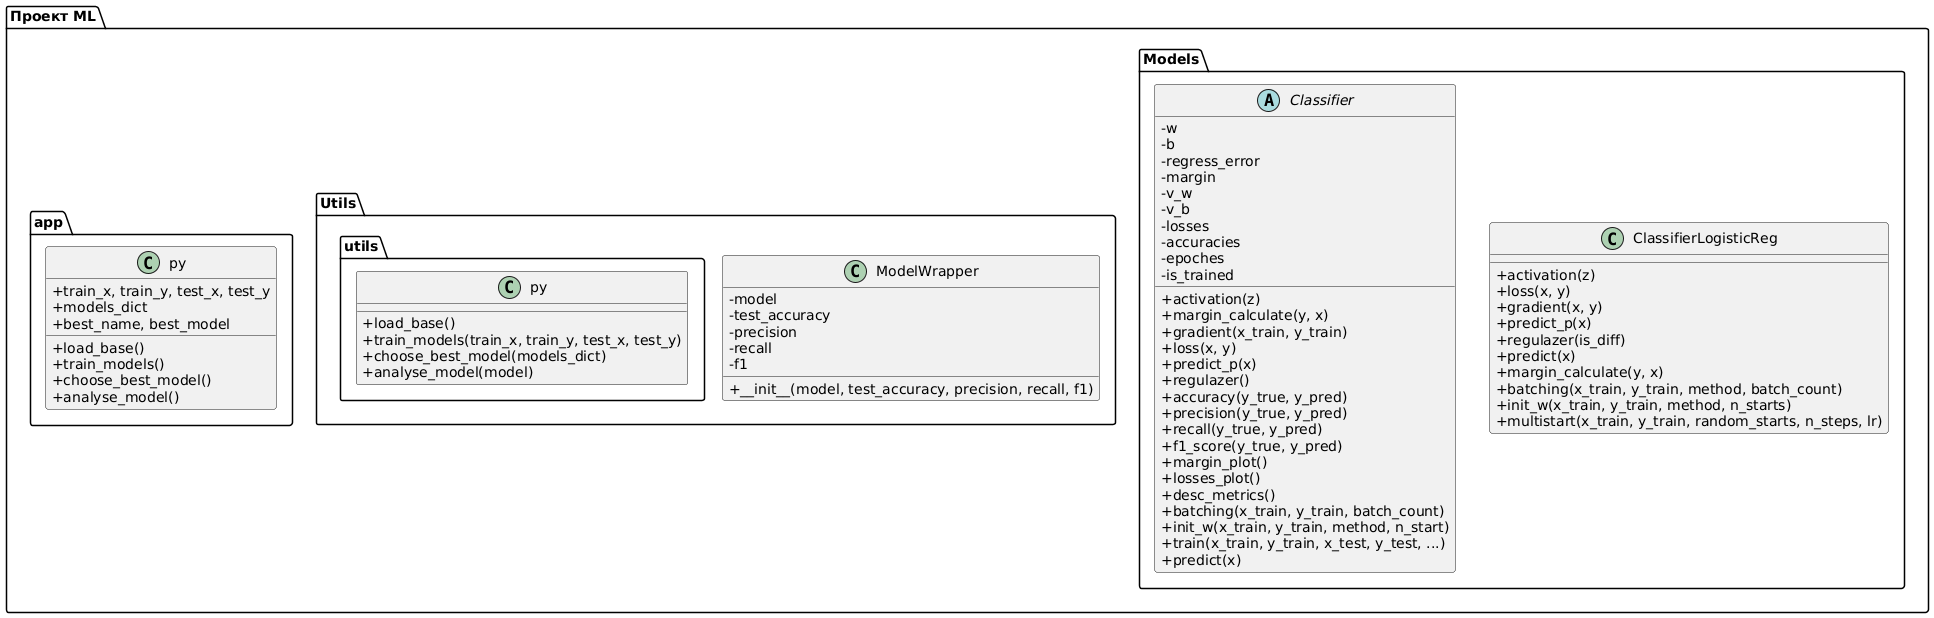 Проект ML
app
C py
+train_x, train_y, test_x, test_y
+models_dict
+best_name, best_model
+load_base()
+train_models()
+choose_best_model()
+analyse_model()
Utils
utils
C py
+load_base()
+train_models(train_x, train_y, test_x, test_y)
+choose_best_model(models_dict)
+analyse_model(model)
C ModelWrapper
-model
-test_accuracy
-precision
-recall
-f1
+__init__(model, test_accuracy, precision, recall, f1)
Models
A Classifier
-w
-b
-regress_error
-margin
-v_w
-v_b
-losses
-accuracies
-epoches
-is_trained
+activation(z)
+margin_calculate(y, x)
+gradient(x_train, y_train)
+loss(x, y)
+predict_p(x)
+regulazer()
+accuracy(y_true, y_pred)
+precision(y_true, y_pred)
+recall(y_true, y_pred)
+f1_score(y_true, y_pred)
+margin_plot()
+losses_plot()
+desc_metrics()
+batching(x_train, y_train, batch_count)
+init_w(x_train, y_train, method, n_start)
+train(x_train, y_train, x_test, y_test, ...)
+predict(x)
C ClassifierLogisticReg
+activation(z)
+loss(x, y)
+gradient(x, y)
+predict_p(x)
+regulazer(is_diff)
+predict(x)
+margin_calculate(y, x)
+batching(x_train, y_train, method, batch_count)
+init_w(x_train, y_train, method, n_starts)
+multistart(x_train, y_train, random_starts, n_steps, lr)